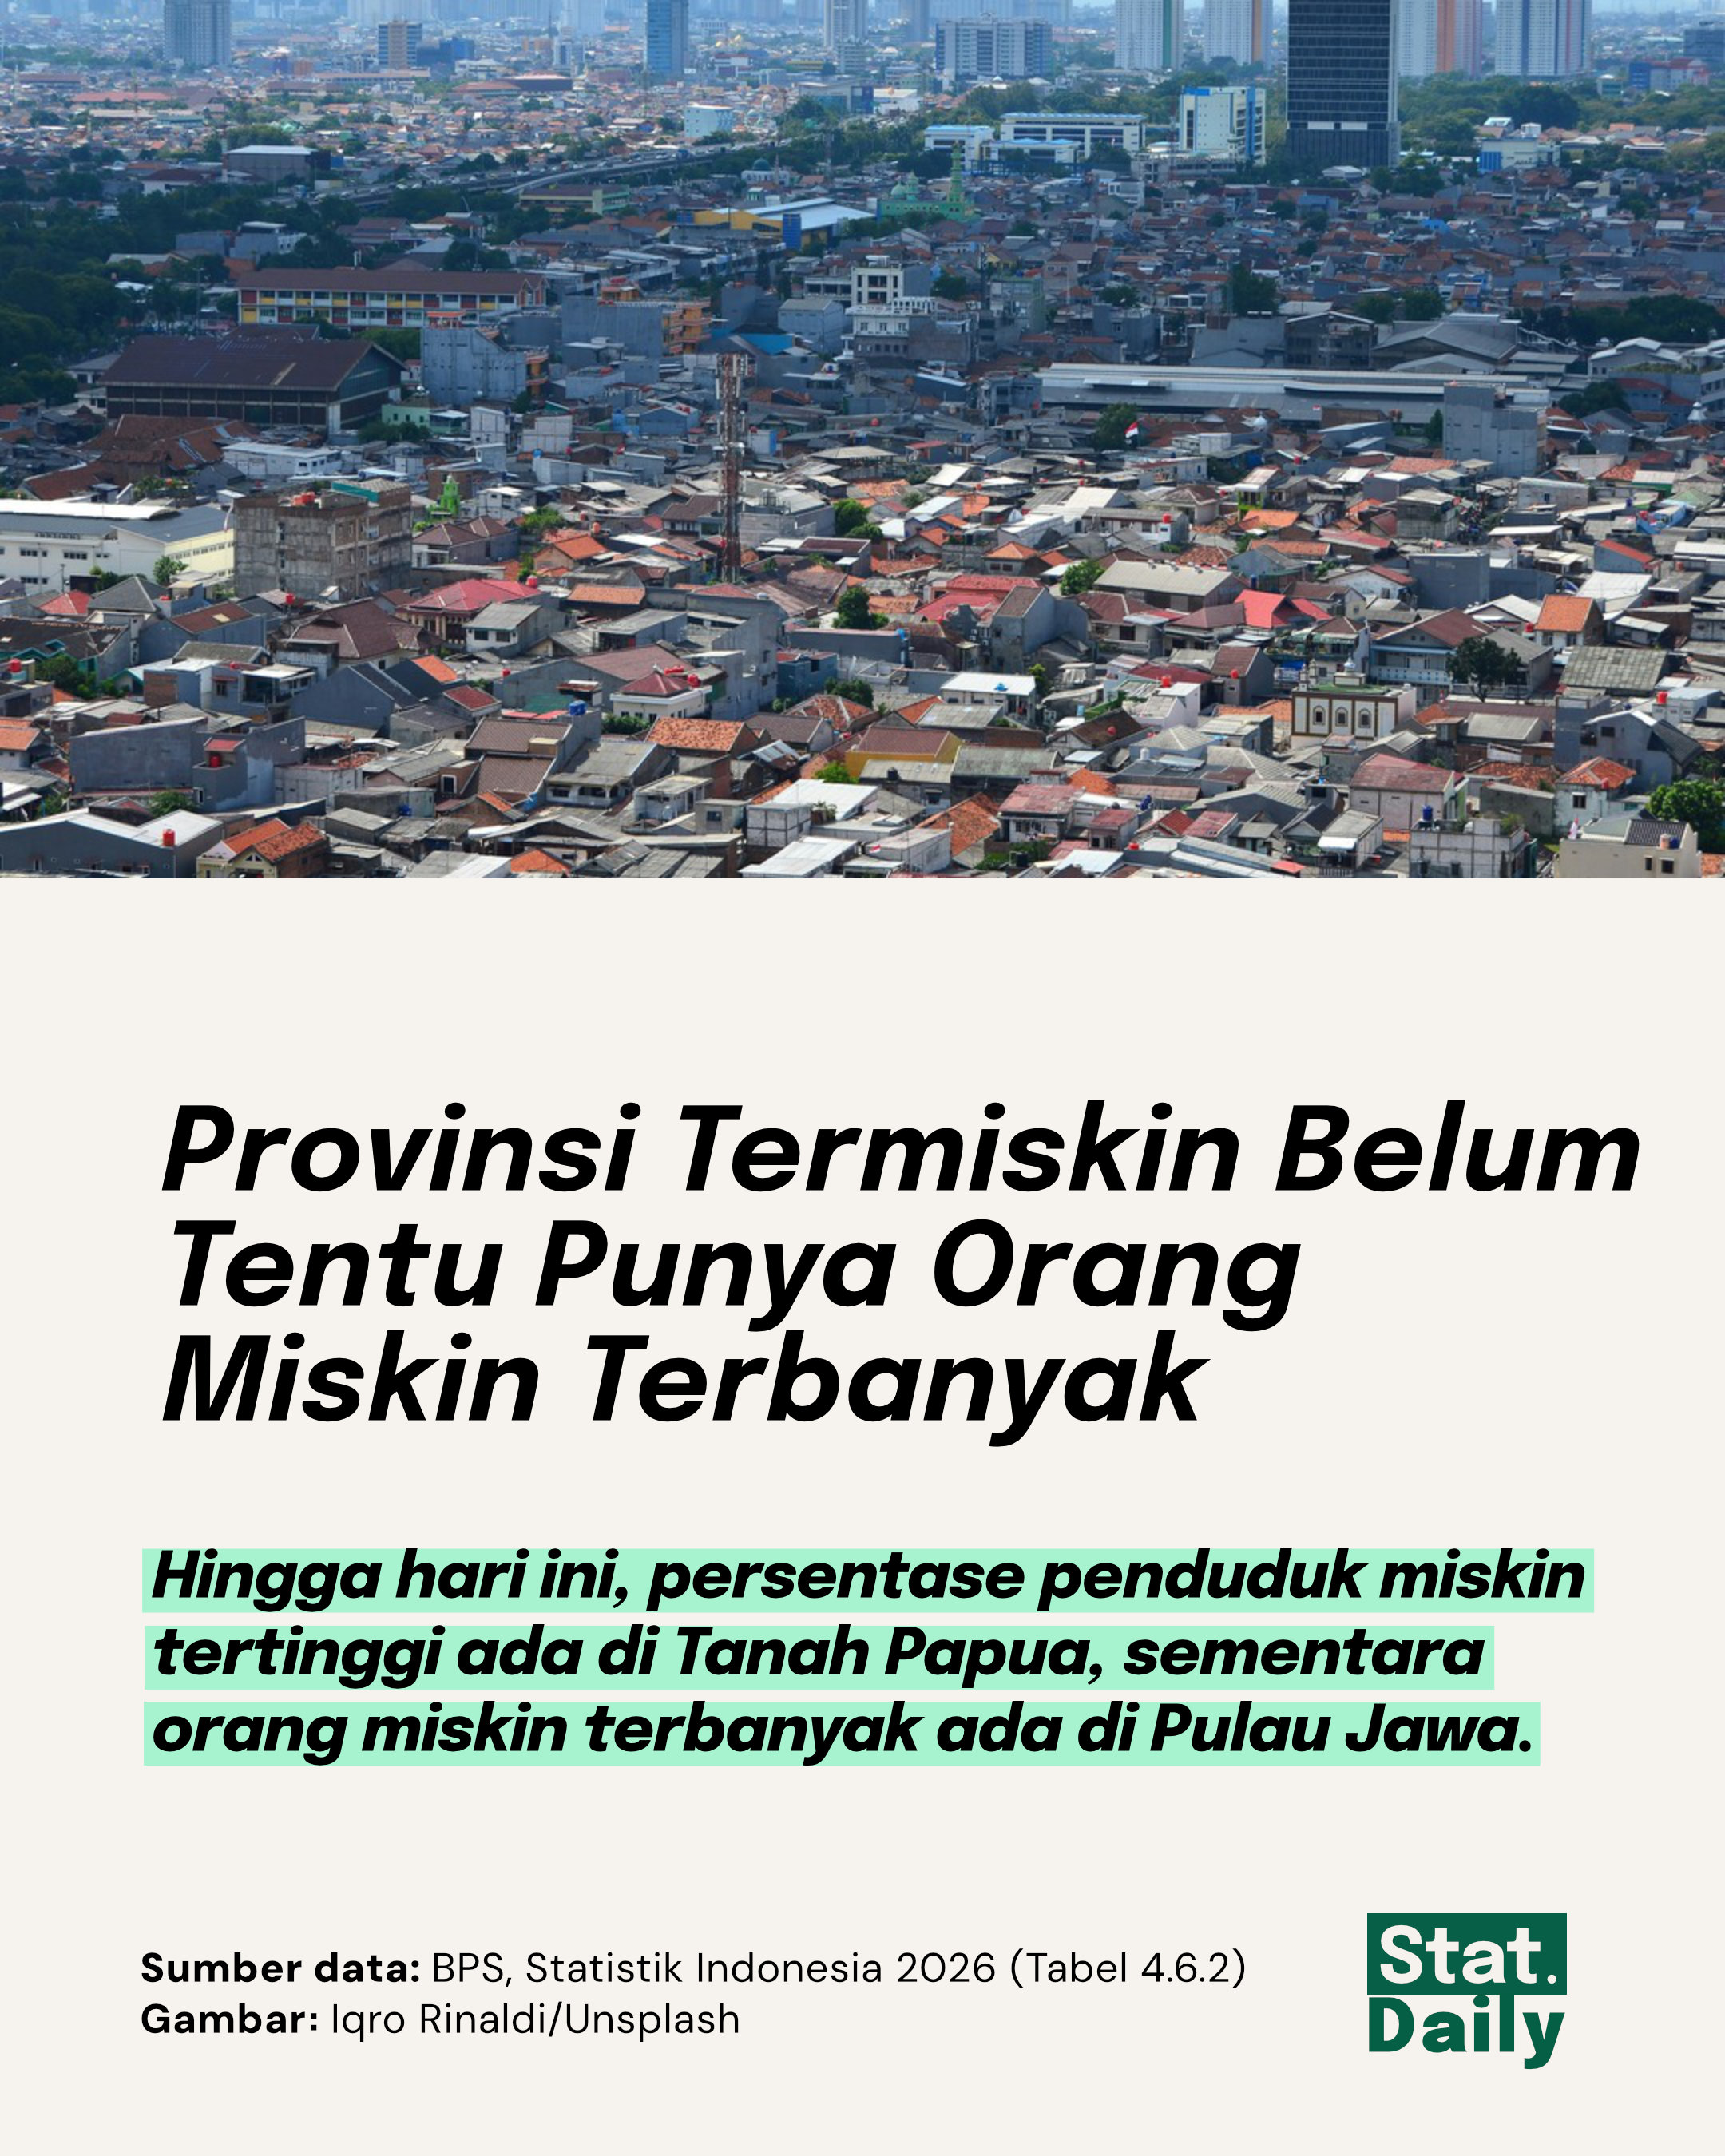 Provinsi Termiskin Belum
Tentu Punya Orang
Miskin Terbanyak
Hingga hari ini, persentase penduduk miskin
tertinggi ada di Tanah Papua, sementara
orang miskin terbanyak ada di Pulau Jawa.
Sumber data: BPS, Statistik Indonesia 2026 (Tabel 4.6.2)
Gambar: Iqro Rinaldi/Unsplash
Stat.
Daily